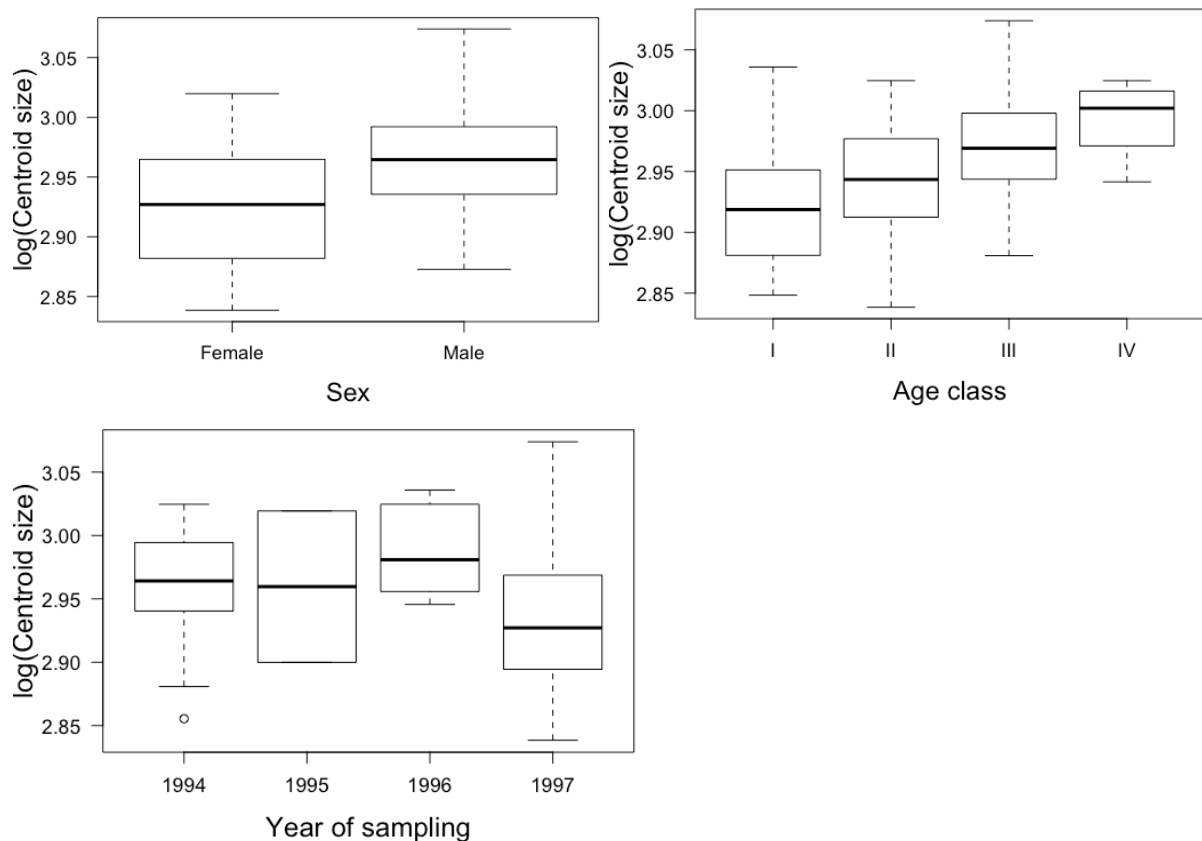 log(Centroid size)
3.05
3.00
2.95
2.90
2.85
Female Male
Sex
log(Centroid size)
3.05
3.00
2.95
2.90
2.85
I II III IV
Age class
log(Centroid size)
3.05
3.00
2.95
2.90
2.85
1994 1995 1996 1997
Year of sampling